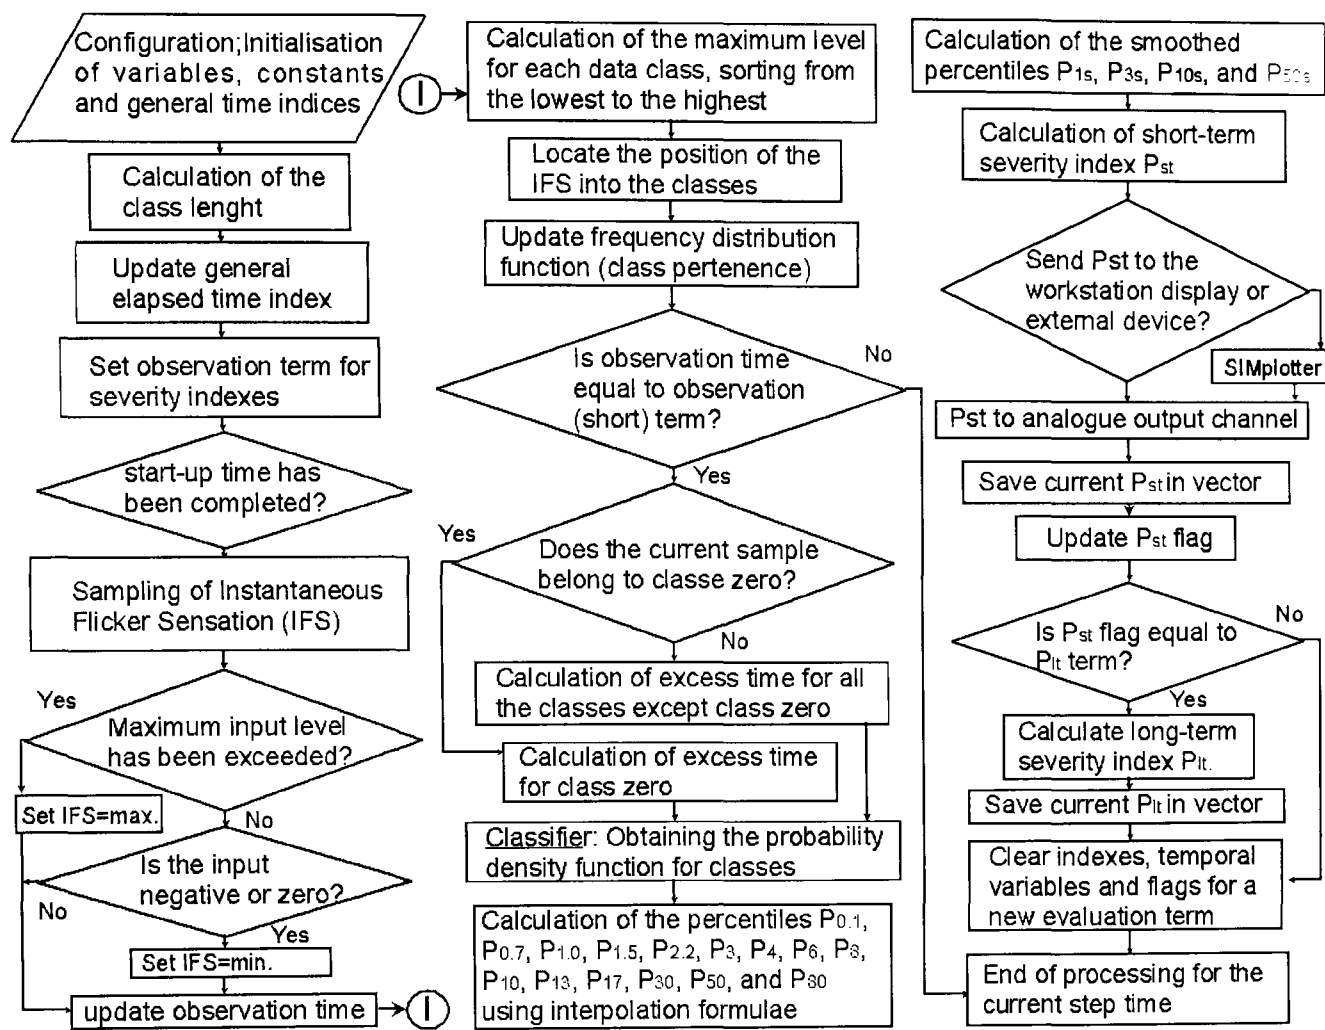 Configuration;Initialisation
of variables, constants
and general time indices
Calculation of the
class lenght
Update general
elapsed time index
Set observation term for
severity indexes
start-up time has
been completed?
Sampling of Instantaneous
Flicker Sensation (IFS)
Yes
Maximum input level
has been exceeded?
Set IFS=max.
No
Is the input
negative or zero?
No
Yes
Set IFS=min.
update observation time
I
I
Calculation of the maximum level
for each data class, sorting from
the lowest to the highest
Locate the position of the
IFS into the classes
Update frequency distribution
function (class pertenence)
No
Is observation time
equal to observation
(short) term?
Yes
Yes
Does the current sample
belong to classe zero?
No
Calculation of excess time for all
the classes except class zero
Calculation of excess time
for class zero
Classifier: Obtaining the probability
density function for classes
Calculation of the percentiles P0.1,
P0.7, P1.0, P1.5, P2.2, P3, P4, P6, P8,
P10, P13, P17, P30, P50, and P80
using interpolation formulae
Calculation of the smoothed
percentiles P1s, P3s, P10s, and P50s
Calculation of short-term
severity index Pst
Send Pst to the
workstation display or
external device?
SIMplotter
Pst to analogue output channel
Save current Pst in vector
Update Pst flag
No
Is Pst flag equal to
Plt term?
Yes
Calculate long-term
severity index Plt.
Save current Plt in vector
Clear indexes, temporal
variables and flags for a
new evaluation term
End of processing for the
current step time